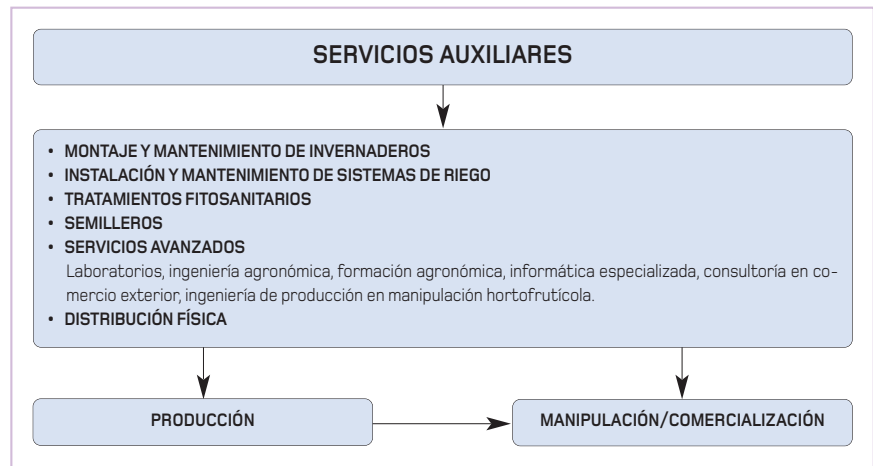 SERVICIOS AUXILIARES
• MONTAJE Y MANTENIMIENTO DE INVERNADEROS
• INSTALACIÓN Y MANTENIMIENTO DE SISTEMAS DE RIEGO
• TRATAMIENTOS FITOSANITARIOS
• SEMILLEROS
• SERVICIOS AVANZADOS
Laboratorios, ingeniería agronómica, formación agronómica, informática especializada, consultoría en co-
mercio exterior, ingeniería de producción en manipulación hortofrutícola.
• DISTRIBUCIÓN FÍSICA
PRODUCCIÓN
MANIPULACIÓN/COMERCIALIZACIÓN